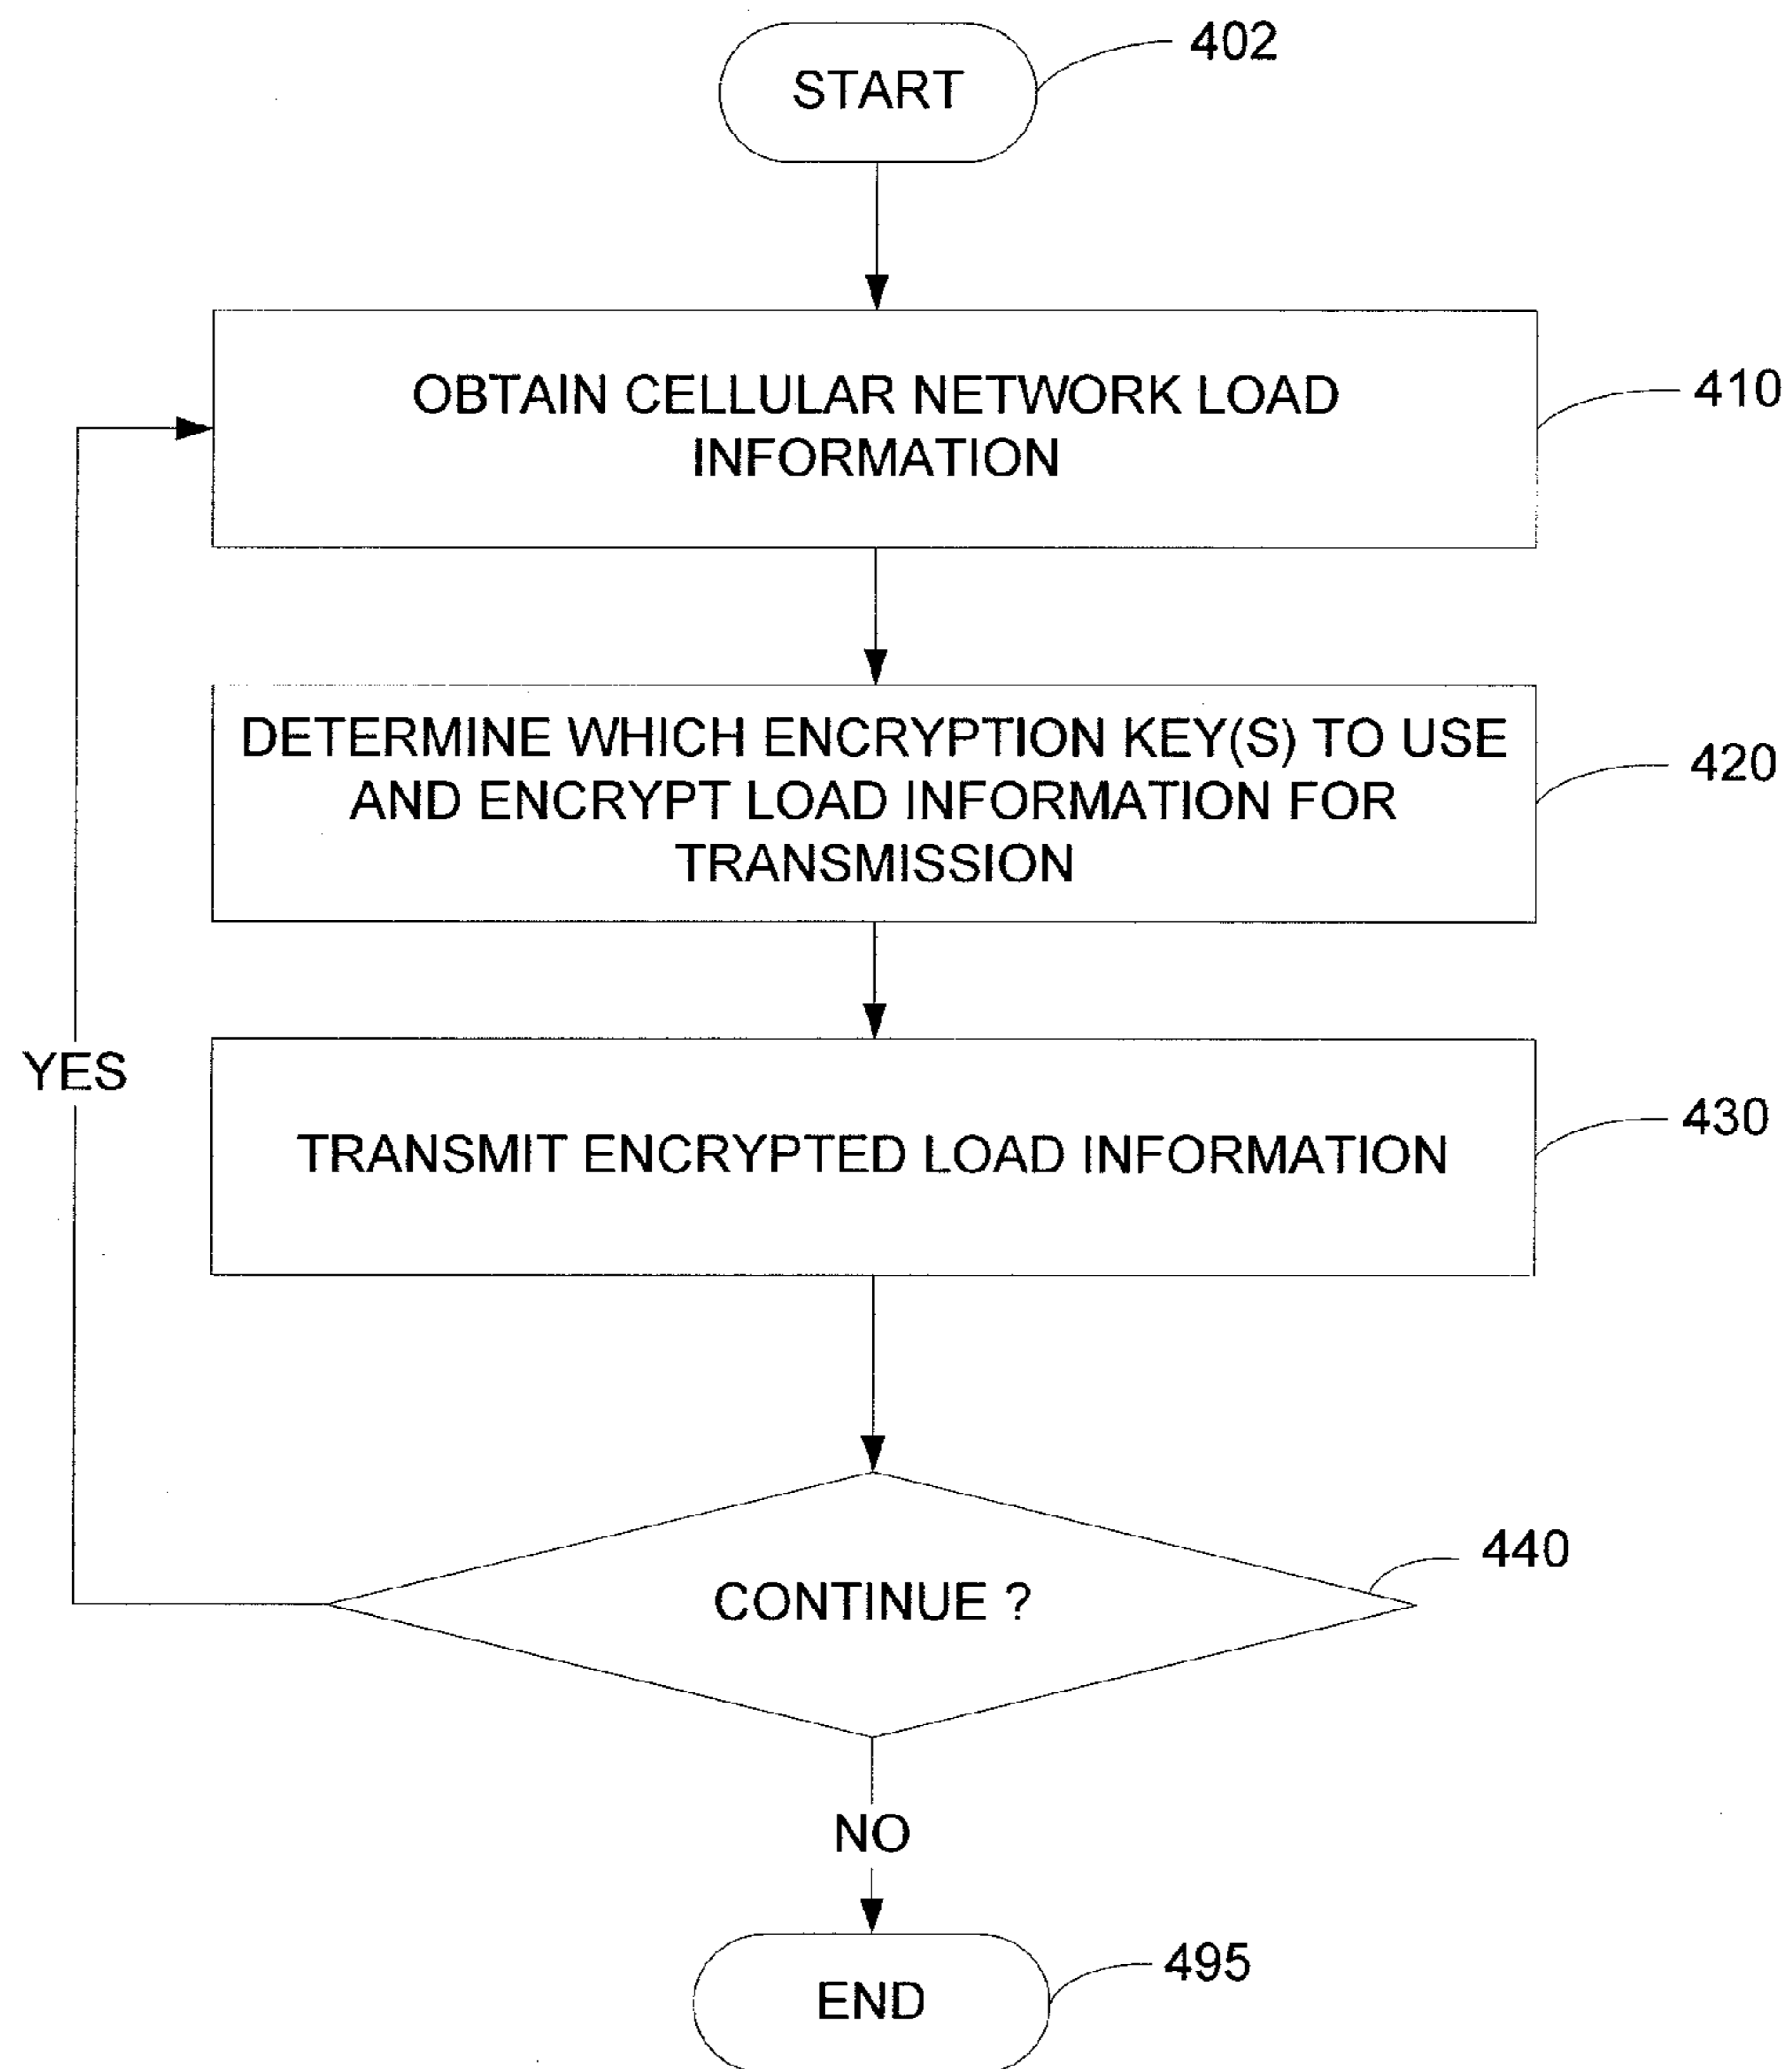 START
402
OBTAIN CELLULAR NETWORK LOAD
INFORMATION
410
DETERMINE WHICH ENCRYPTION KEY(S) TO USE
AND ENCRYPT LOAD INFORMATION FOR
TRANSMISSION
420
YES
TRANSMIT ENCRYPTED LOAD INFORMATION
430
CONTINUE ?
440
NO
END
495